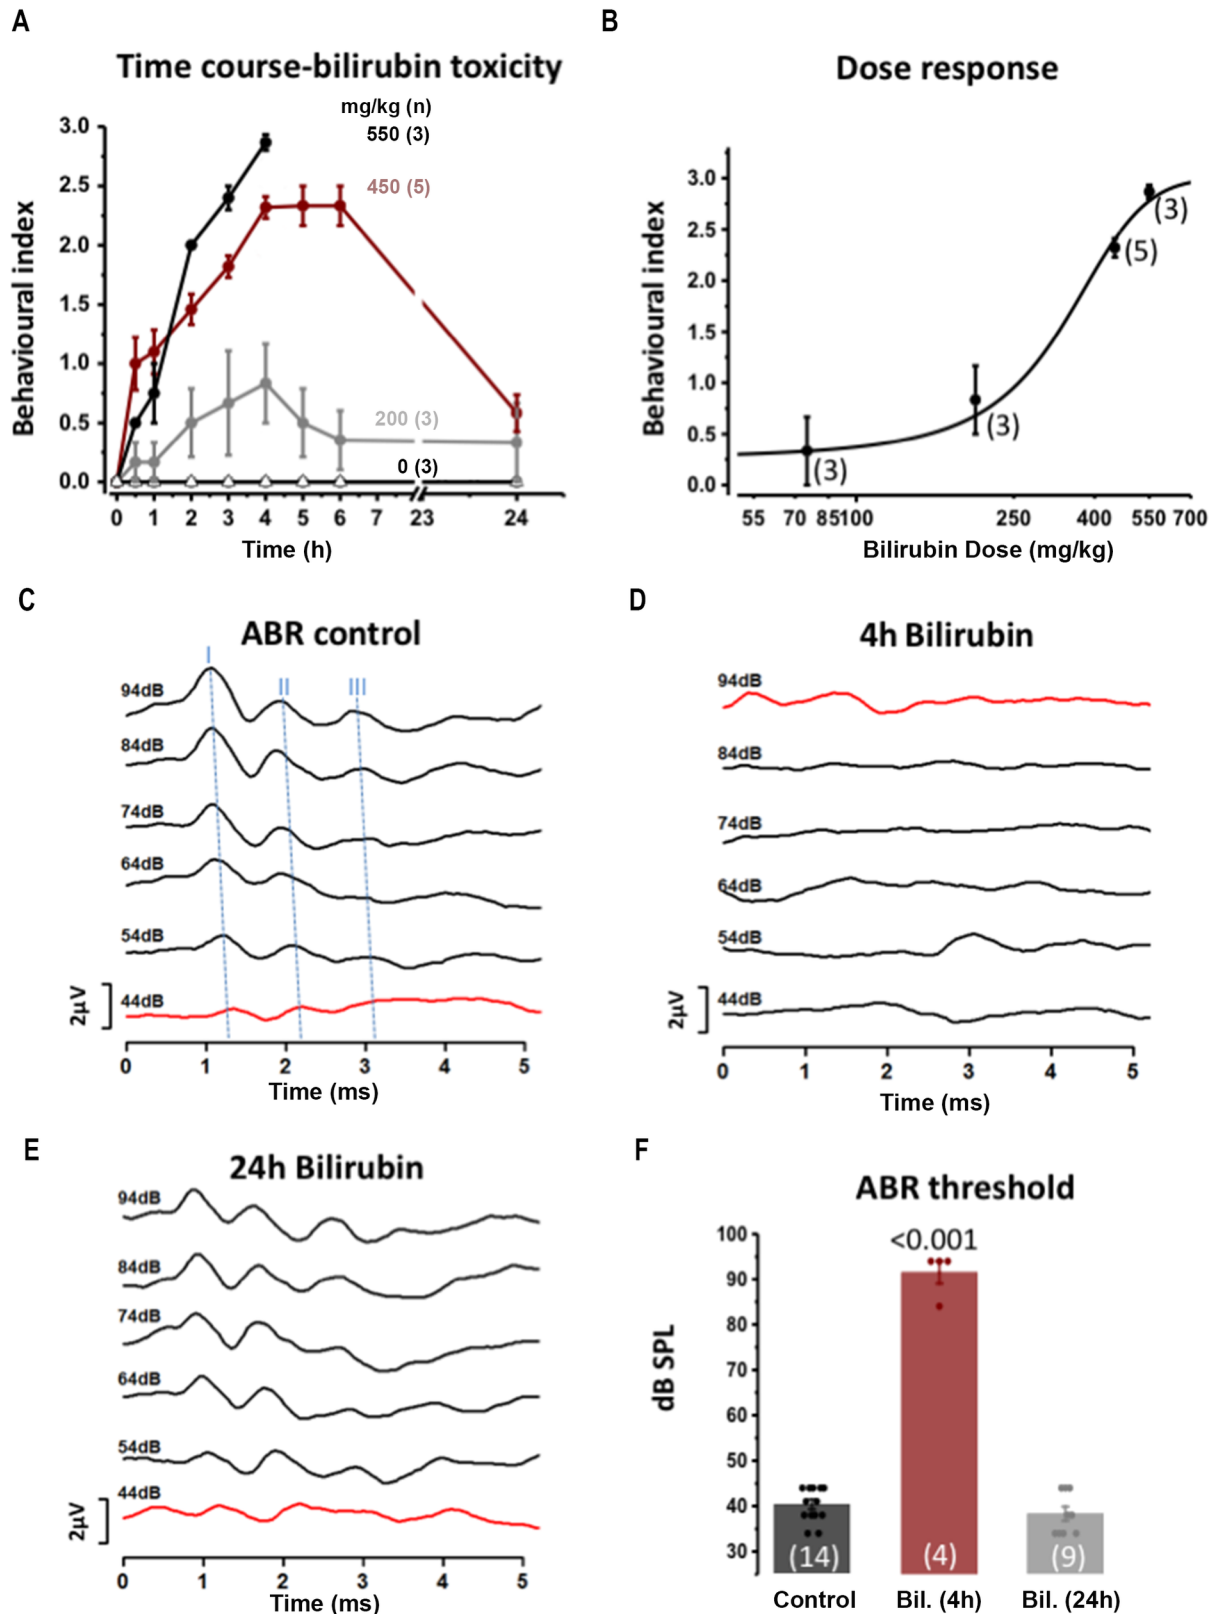 A
Time course-bilirubin toxicity
mg/kg (n)
550 (3)
450 (5)
200 (3)
0 (3)
Behavioural index
3.0
2.5
2.0
1.5
1.0
0.5
0.0
0 1 2 3 4 5 6 7 23 24
Time (h)
B
Dose response
Behavioural index
3.0
2.5
2.0
1.5
1.0
0.5
0.0
(3)
(5)
(3)
(3)
55 70 85 100 250 400 550 700
Bilirubin Dose (mg/kg)
C
ABR control
I II III
94dB
84dB
74dB
64dB
54dB
44dB
2µV
0 1 2 3 4 5
Time (ms)
D
4h Bilirubin
94dB
84dB
74dB
64dB
54dB
44dB
2µV
0 1 2 3 4 5
Time (ms)
E
24h Bilirubin
94dB
84dB
74dB
64dB
54dB
44dB
2µV
0 1 2 3 4 5
Time (ms)
F
ABR threshold
dB SPL
100
90
80
70
60
50
40
30
<0.001
(14) (4) (9)
Control Bil. (4h) Bil. (24h)